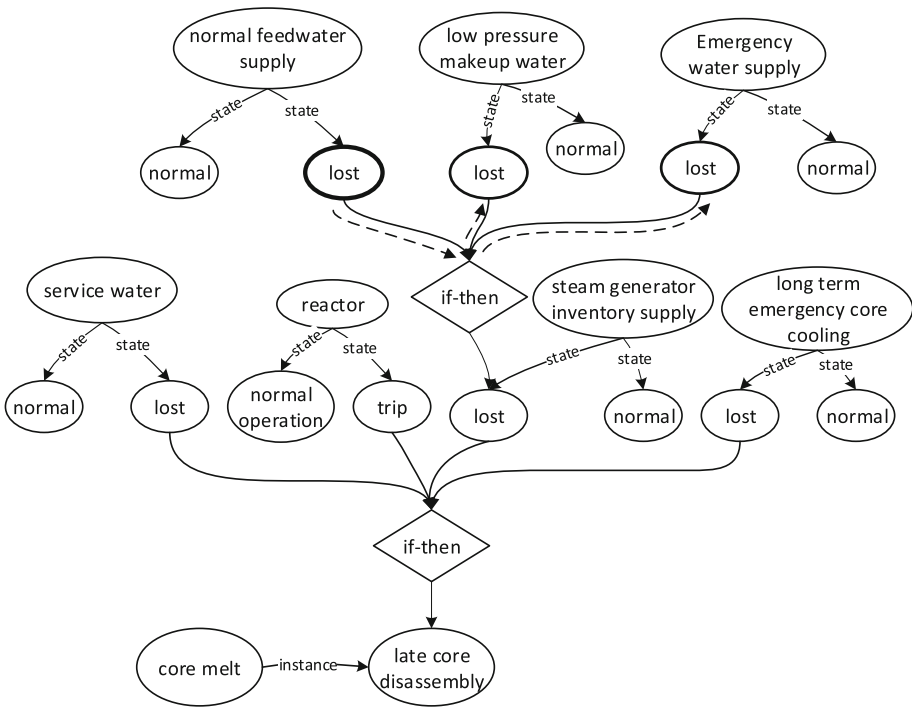 normal feedwater
supply
low pressure
makeup water
Emergency
water supply
state
state
state
state
state
state
normal
lost
lost
normal
lost
normal
service water
reactor
if-then
steam generator
inventory supply
long term
emergency core
cooling
state
state
state
state
state
state
state
state
normal
lost
normal
operation
trip
lost
normal
lost
normal
if-then
core melt
instance
late core
disassembly